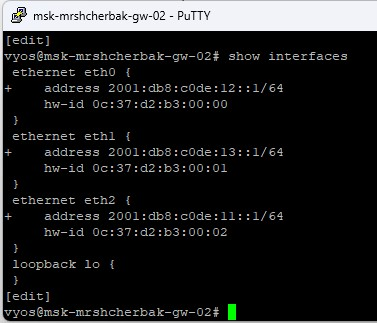 msk-mrshcherbak-gw-02 - PuTTY
[edit]
vyos@msk-mrshcherbak-gw-02# show interfaces
 ethernet eth0 {
+    address 2001:db8:c0de:12::1/64
     hw-id 0c:37:d2:b3:00:00
 }
 ethernet eth1 {
+    address 2001:db8:c0de:13::1/64
     hw-id 0c:37:d2:b3:00:01
 }
 ethernet eth2 {
+    address 2001:db8:c0de:11::1/64
     hw-id 0c:37:d2:b3:00:02
 }
 loopback lo {
 }
[edit]
vyos@msk-mrshcherbak-gw-02#